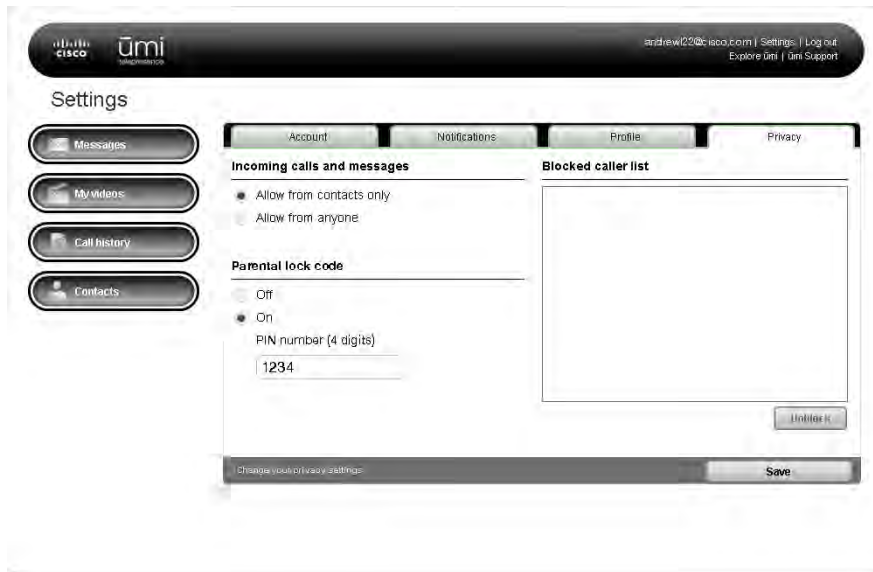 cisco
ūmi
telepresence
andrewl22@cisco.com | Settings | Log out
Explore ūmi | ūmi Support
Settings
Messages
My videos
Call history
Contacts
Account
Notifications
Profile
Privacy
Incoming calls and messages
Allow from contacts only
Allow from anyone
Parental lock code
Off
On
PIN number (4 digits)
1234
Blocked caller list
Unblock
Change your privacy settings
Save